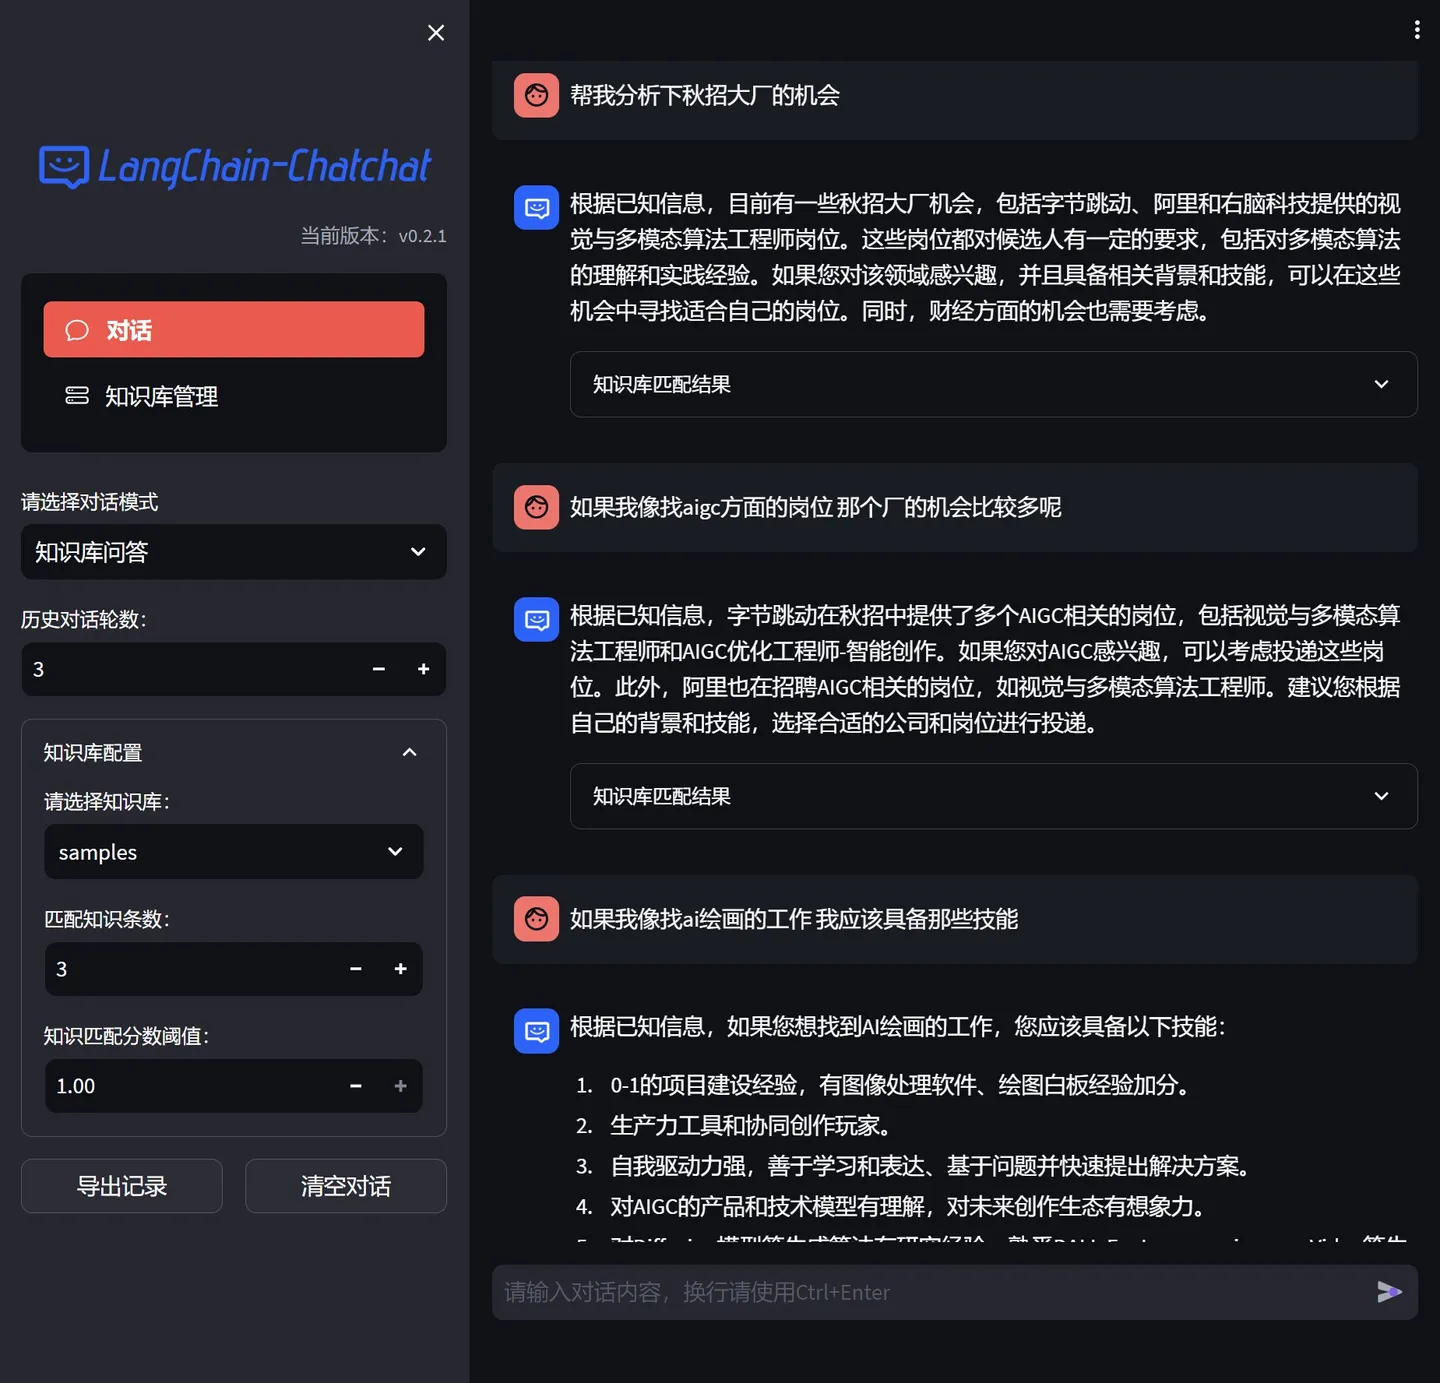 LangChain-Chatchat
当前版本：v0.2.1
对话
知识库管理
请选择对话模式
知识库问答
历史对话轮数：
3
知识库配置
请选择知识库：
samples
匹配知识条数：
3
知识匹配分数阈值：
1.00
导出记录
清空对话
帮我分析下秋招大厂的机会
根据已知信息，目前有一些秋招大厂机会，包括字节跳动、阿里和右脑科技提供的视
觉与多模态算法工程师岗位。这些岗位都对候选人有一定的要求，包括对多模态算法
的理解和实践经验。如果您对该领域感兴趣，并且具备相关背景和技能，可以在这些
机会中寻找适合自己的岗位。同时，财经方面的机会也需要考虑。
知识库匹配结果
如果我像找aigc方面的岗位 那个厂的机会比较多呢
根据已知信息，字节跳动在秋招中提供了多个AIGC相关的岗位，包括视觉与多模态算
法工程师和AIGC优化工程师-智能创作。如果您对AIGC感兴趣，可以考虑投递这些岗
位。此外，阿里也在招聘AIGC相关的岗位，如视觉与多模态算法工程师。建议您根据
自己的背景和技能，选择合适的公司和岗位进行投递。
知识库匹配结果
如果我像找ai绘画的工作 我应该具备那些技能
根据已知信息，如果您想找到AI绘画的工作，您应该具备以下技能：
1. 0-1的项目建设经验，有图像处理软件、绘图白板经验加分。
2. 生产力工具和协同创作玩家。
3. 自我驱动力强，善于学习和表达、基于问题并快速提出解决方案。
4. 对AIGC的产品和技术模型有理解，对未来创作生态有想象力。
请输入对话内容，换行请使用Ctrl+Enter